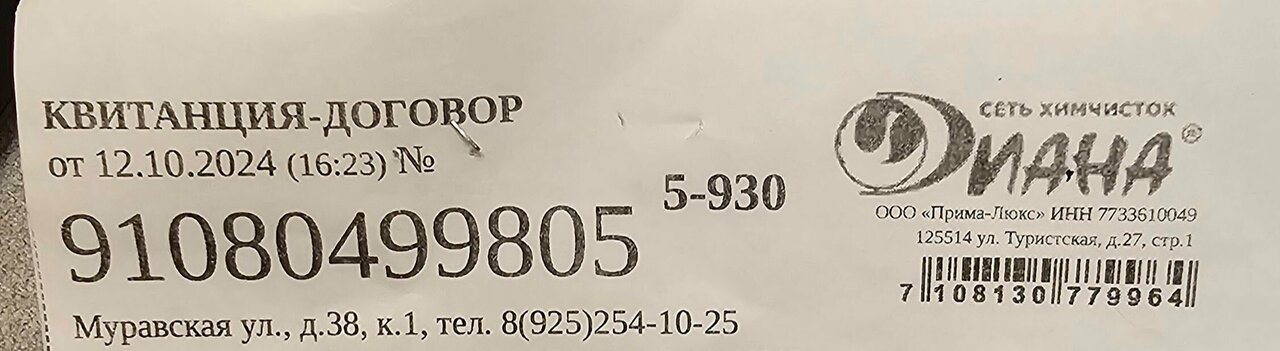 КВИТАНЦИЯ-ДОГОВОР
от 12.10.2024 (16:23) №
91080499805
5-930
Муравская ул., д.38, к.1, тел. 8(925)254-10-25
СЕТЬ ХИМЧИСТОК
ДИАНА®
ООО «Прима-Люкс» ИНН 7733610049
125514 ул. Туристская, д.27, стр.1
7 108130 779964